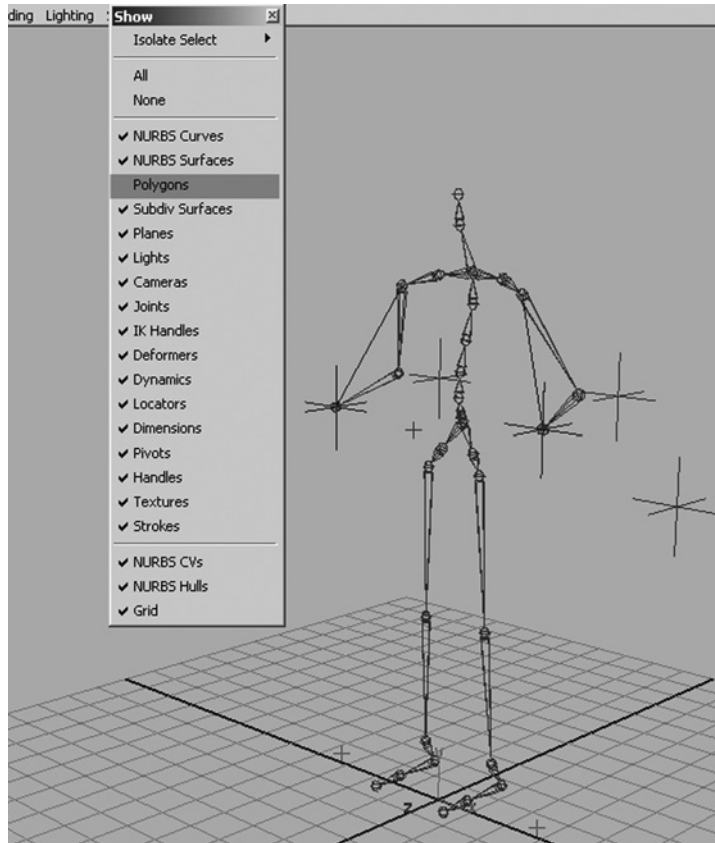 ding Lighting Show
Isolate Select
All
None
NURBS Curves
NURBS Surfaces
Polygons
Subdiv Surfaces
Planes
Lights
Cameras
Joints
IK Handles
Deformers
Dynamics
Locators
Dimensions
Pivots
Handles
Textures
Strokes
NURBS CVs
NURBS Hulls
Grid
Z